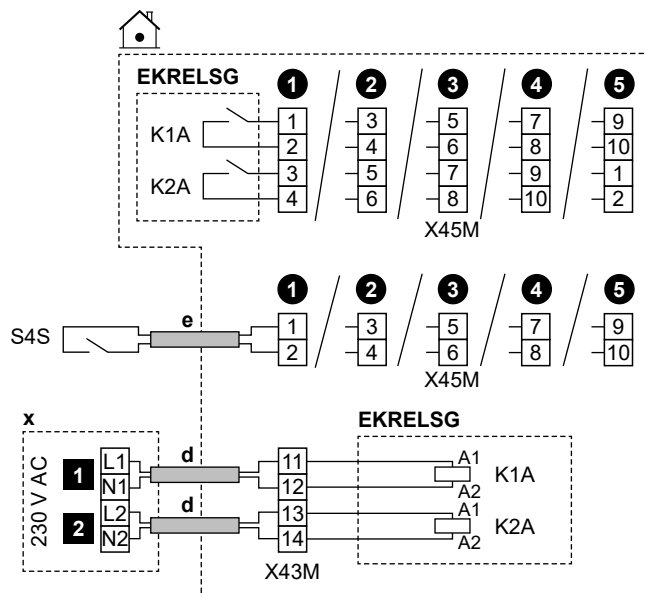 EKRELSG 1 2 3 4 5
K1A 1 3 5 7 9
2 4 6 8 10
K2A 3 5 7 9 1
4 6 8 10 2
X45M
1 2 3 4 5
e
S4S 1 3 5 7 9
2 4 6 8 10
X45M
x EKRELSG
230 V AC
1 L1 d 11 A1 K1A
N1 12 A2
2 L2 d 13 A1 K2A
N2 14 A2
X43M